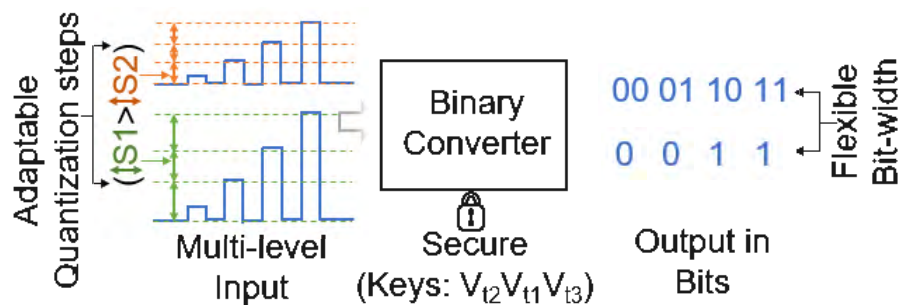 Adaptable
Quantization steps
(↕S1>↕S2)
Multi-level
Input
Binary
Converter
Secure
(Keys: Vt2Vt1Vt3)
00 01 10 11
0 0 1 1
Output in
Bits
Flexible
Bit-width